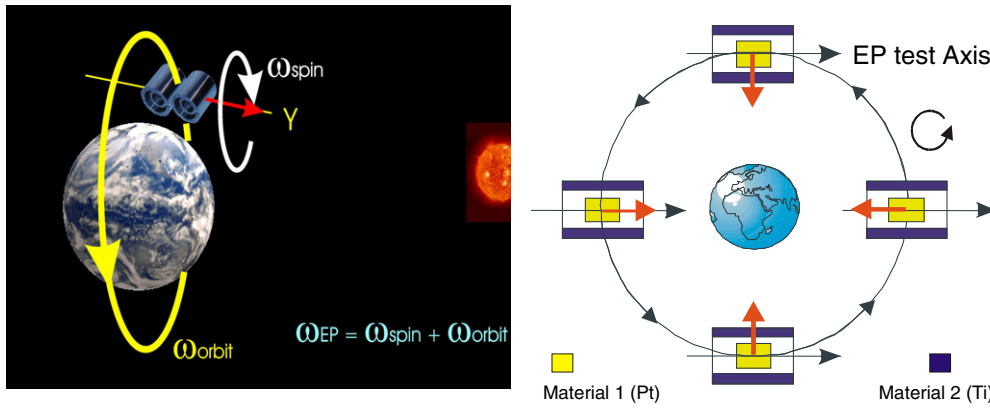 ωspin
Y
ωorbit
ωEP = ωspin + ωorbit
EP test Axis
Material 1 (Pt)
Material 2 (Ti)